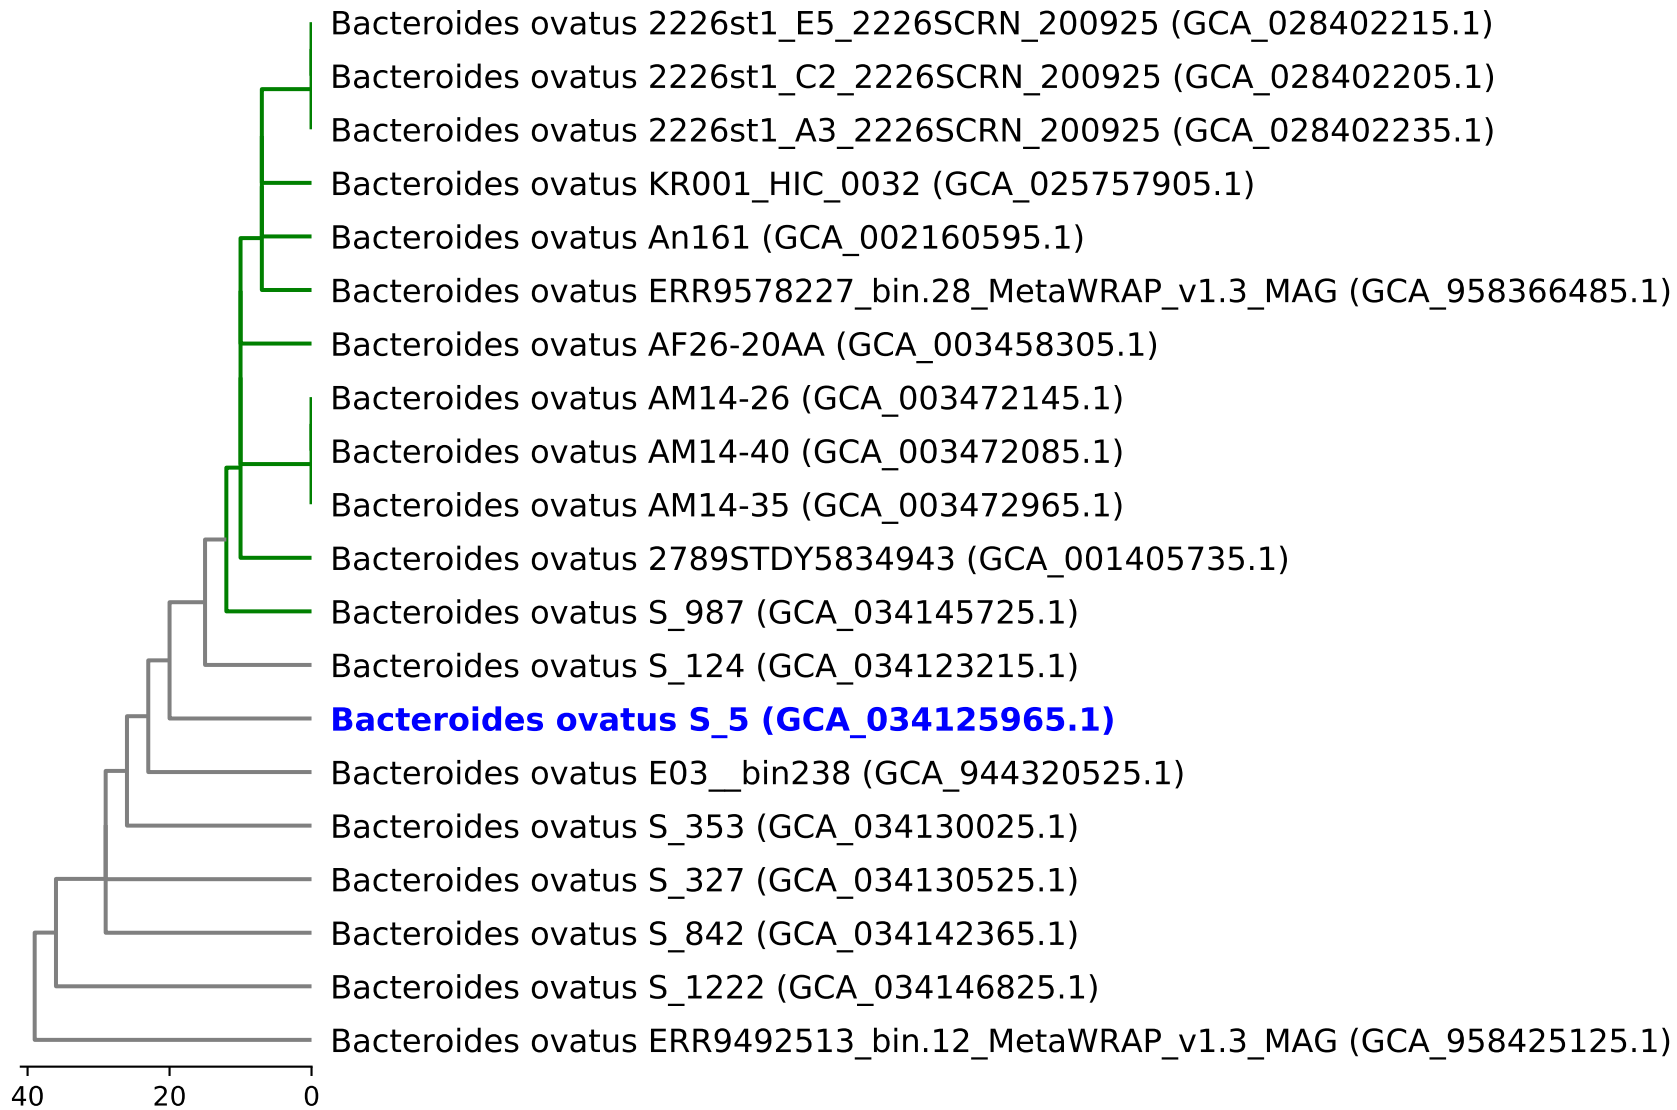 Bacteroides ovatus 2226st1_E5_2226SCRN_200925 (GCA_028402215.1)
Bacteroides ovatus 2226st1_C2_2226SCRN_200925 (GCA_028402205.1)
Bacteroides ovatus 2226st1_A3_2226SCRN_200925 (GCA_028402235.1)
Bacteroides ovatus KR001_HIC_0032 (GCA_025757905.1)
Bacteroides ovatus An161 (GCA_002160595.1)
Bacteroides ovatus ERR9578227_bin.28_MetaWRAP_v1.3_MAG (GCA_958366485.1)
Bacteroides ovatus AF26-20AA (GCA_003458305.1)
Bacteroides ovatus AM14-26 (GCA_003472145.1)
Bacteroides ovatus AM14-40 (GCA_003472085.1)
Bacteroides ovatus AM14-35 (GCA_003472965.1)
Bacteroides ovatus 2789STDY5834943 (GCA_001405735.1)
Bacteroides ovatus S_987 (GCA_034145725.1)
Bacteroides ovatus S_124 (GCA_034123215.1)
Bacteroides ovatus S_5 (GCA_034125965.1)
Bacteroides ovatus E03__bin238 (GCA_944320525.1)
Bacteroides ovatus S_353 (GCA_034130025.1)
Bacteroides ovatus S_327 (GCA_034130525.1)
Bacteroides ovatus S_842 (GCA_034142365.1)
Bacteroides ovatus S_1222 (GCA_034146825.1)
Bacteroides ovatus ERR9492513_bin.12_MetaWRAP_v1.3_MAG (GCA_958425125.1)
40 20 0